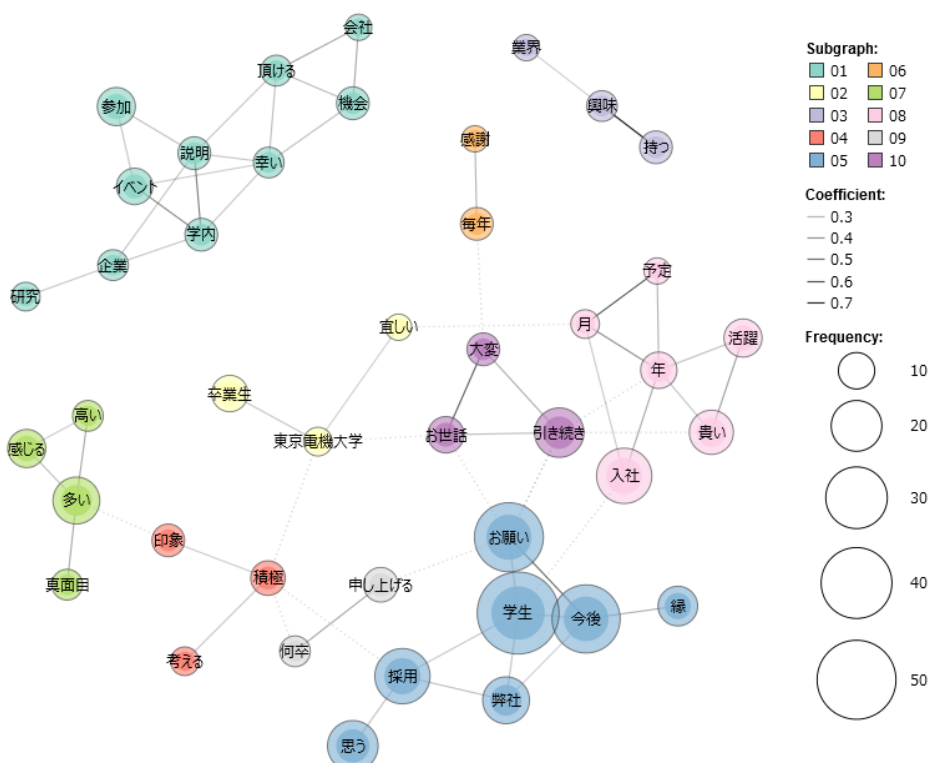 会社
頂ける
機会
参加
説明
幸い
イベント
学内
企業
研究
業界
興味
持つ
感謝
毎年
宜しい
大変
卒業生
東京電機大学
お世話
引き続き
予定
月
年
活躍
貴い
入社
高い
感じる
多い
真面目
印象
積極
考える
申し上げる
何卒
お願い
学生
今後
縁
採用
弊社
思う
Subgraph:
01 06
02 07
03 08
04 09
05 10
Coefficient:
0.3
0.4
0.5
0.6
0.7
Frequency:
10
20
30
40
50